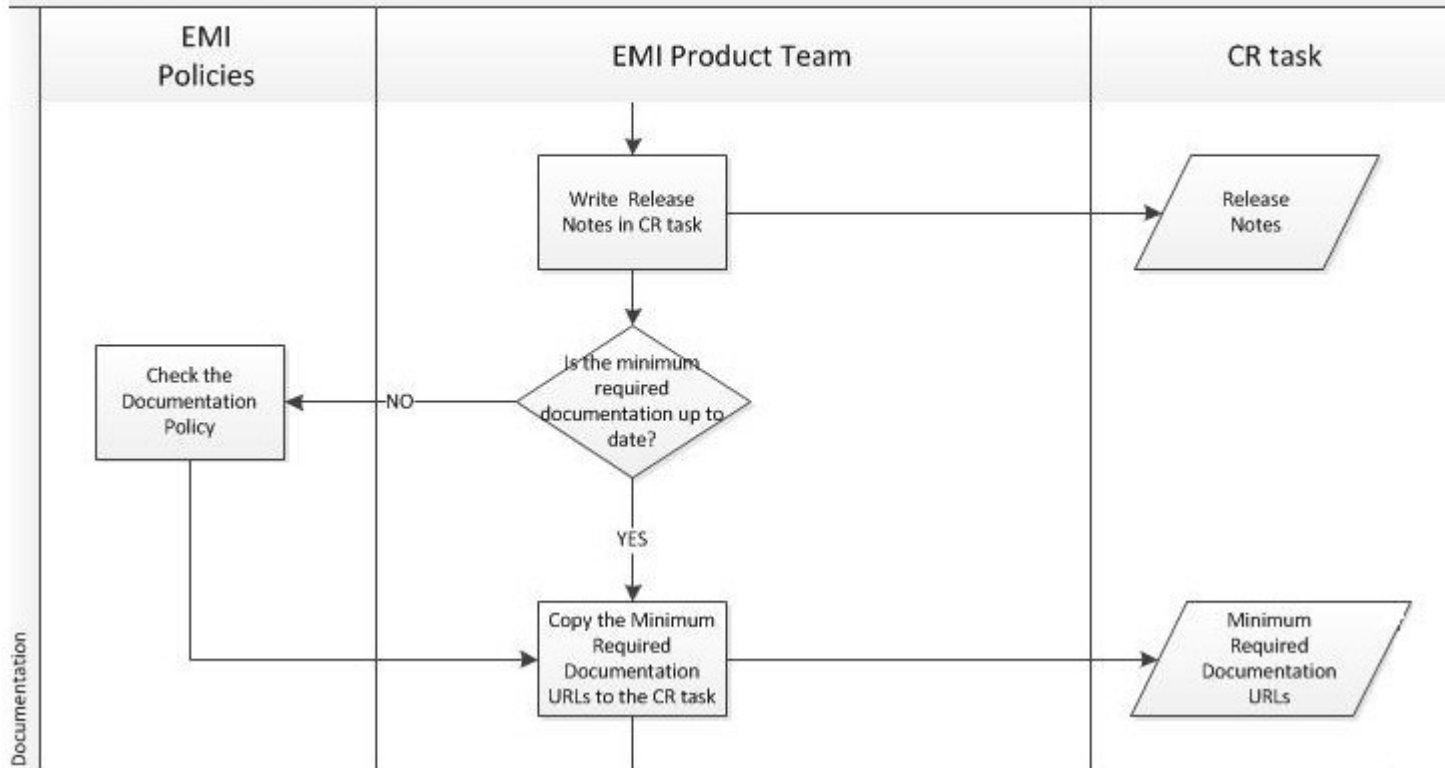 EMI
Policies
EMI Product Team
CR task
Write Release
Notes in CR task
Release
Notes
Is the minimum
required
documentation up to
date?
NO
Check the
Documentation
Policy
YES
Copy the Minimum
Required
Documentation
URLs to the CR task
Minimum
Required
Documentation
URLs
Documentation